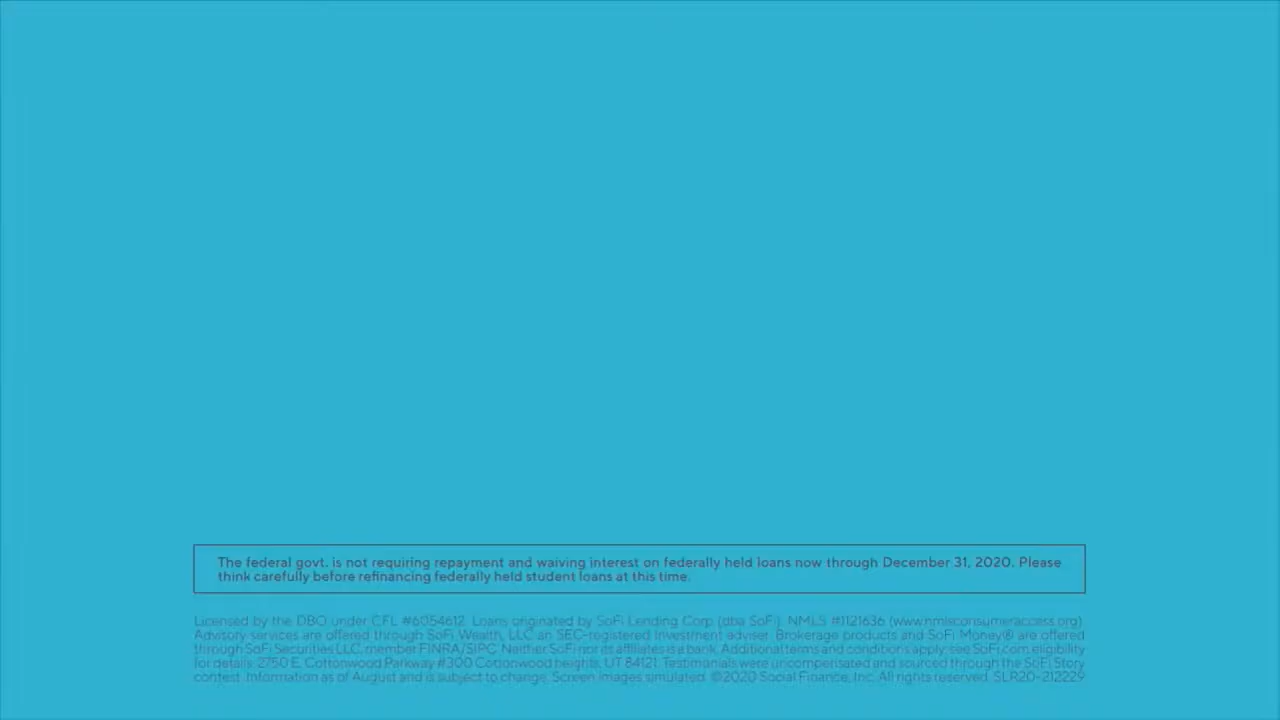 The federal govt. is not requiring repayment and waiving interest on federally held loans now through December 31, 2020. Please
think carefully before refinancing federally held student loans at this time.
Licensed by the DBO under CFL #6054612. Loans originated by SoFi Lending Corp (dba SoFi), NMLS #1121636 (www.nmlsconsumeraccess.org).
Advisory services are offered through SoFi Wealth, LLC an SEC-registered Investment adviser. Brokerage products and SoFi Money® are offered
through SoFi Securities LLC, member FINRA/SIPC. Neither SoFi nor its affiliates is a bank. Additional terms and conditions apply; see SoFi.com eligibility
for details. 2750 E. Cottonwood Parkway #300 Cottonwood heights, UT 84121. Testimonials were uncompensated and sourced through the SoFi Story
contest. Information as of August and is subject to change. Screen Images simulated. ©2020 Social Finance, Inc. All rights reserved. SLR20-212229